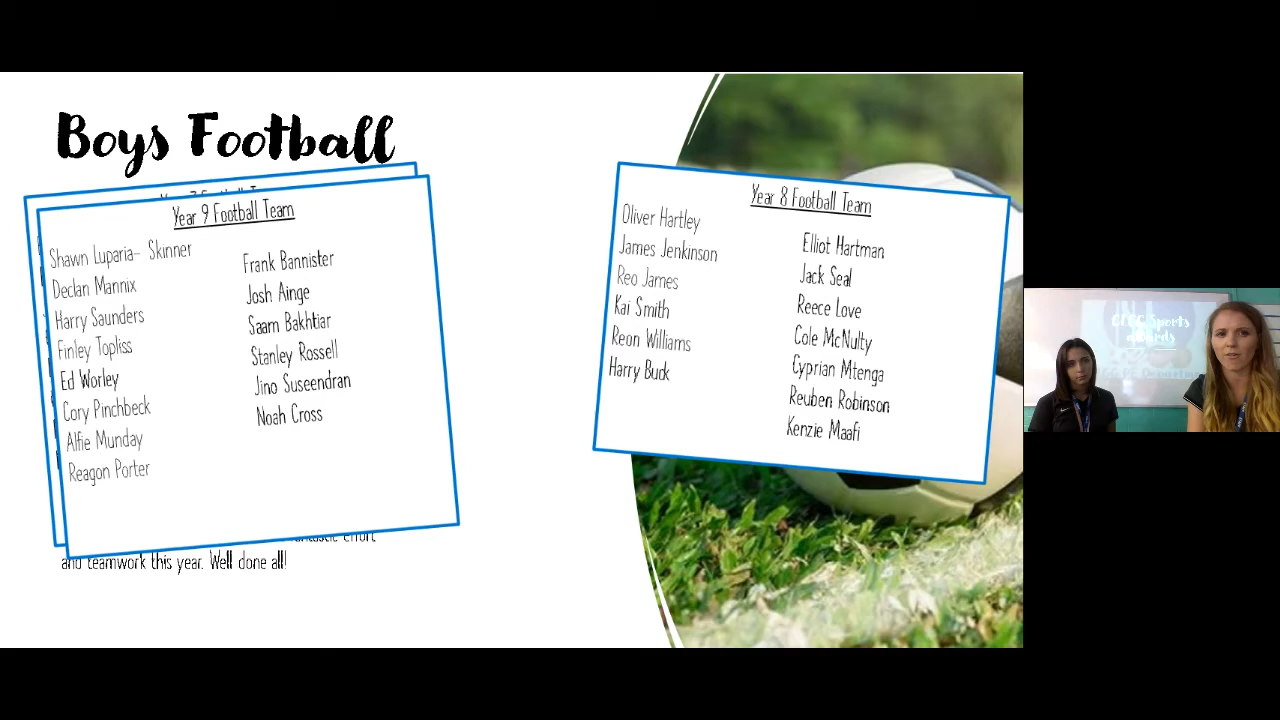 Boys Football
Year 9 Football Team
Shawn Luparia- Skinner
Declan Mannix
Harry Saunders
Finley Topliss
Ed Worley
Cory Pinchbeck
Alfie Munday
Reagon Porter
Frank Bannister
Josh Ainge
Saam Bakhtiar
Stanley Rossell
Jino Suseendran
Noah Cross
effort
and teamwork this year. Well done all!
Year 8 Football Team
Oliver Hartley
James Jenkinson
Reo James
Kai Smith
Reon Williams
Harry Buck
Elliot Hartman
Jack Seal
Reece Love
Cole McNulty
Cyprian Mtenga
Reuben Robinson
Kenzie Maafi
Sports
awards